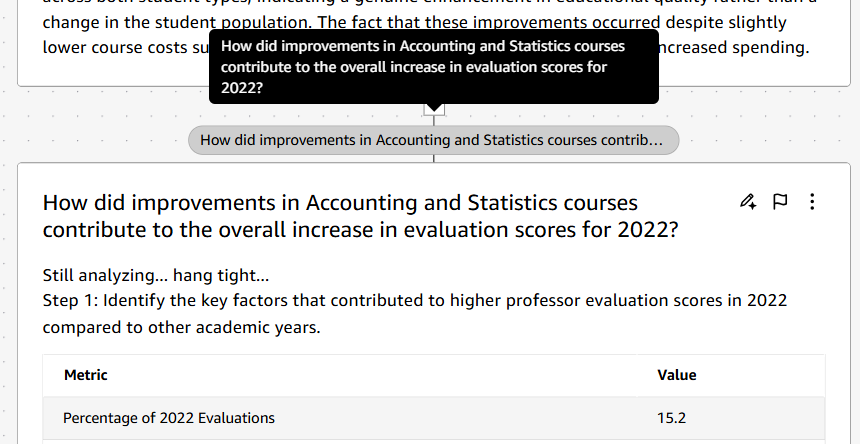 across both student types, indicating a genuine enhancement in educational quality rather than a
change in the student population. The fact that these improvements occurred despite slightly
lower course costs su
ncreased spending.
How did improvements in Accounting and Statistics courses
contribute to the overall increase in evaluation scores for
2022?
How did improvements in Accounting and Statistics courses contrib...
How did improvements in Accounting and Statistics courses
contribute to the overall increase in evaluation scores for 2022?
Still analyzing... hang tight...
Step 1: Identify the key factors that contributed to higher professor evaluation scores in 2022
compared to other academic years.
Metric Value
Percentage of 2022 Evaluations 15.2